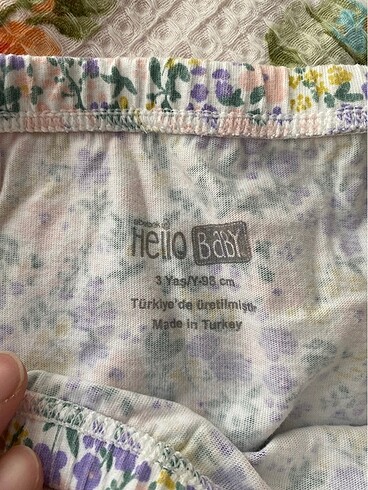 Hello BABY
3 Yaş/Y-98 cm
Türkiye'de üretilmiştir
Made in Turkey